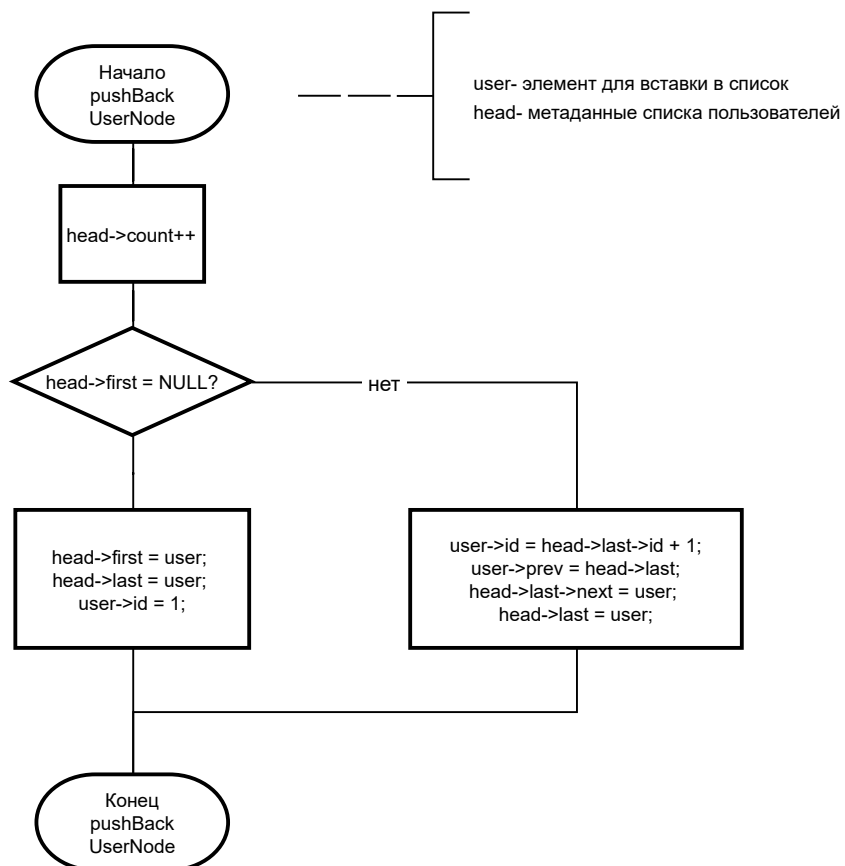 Начало
pushBack
UserNode
user- элемент для вставки в список
head- метаданные списка пользователей
head->count++
head->first = NULL?
нет
head->first = user;
head->last = user;
user->id = 1;
user->id = head->last->id + 1;
user->prev = head->last;
head->last->next = user;
head->last = user;
Конец
pushBack
UserNode